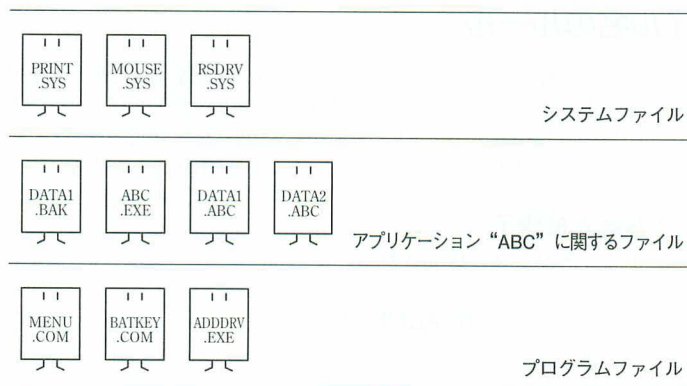 PRINT
.SYS
MOUSE
.SYS
RSDRV
.SYS
システムファイル
DATA1
.BAK
ABC
.EXE
DATA1
.ABC
DATA2
.ABC
アプリケーション“ABC”に関するファイル
MENU
.COM
BATKEY
.COM
ADDDRV
.EXE
プログラムファイル